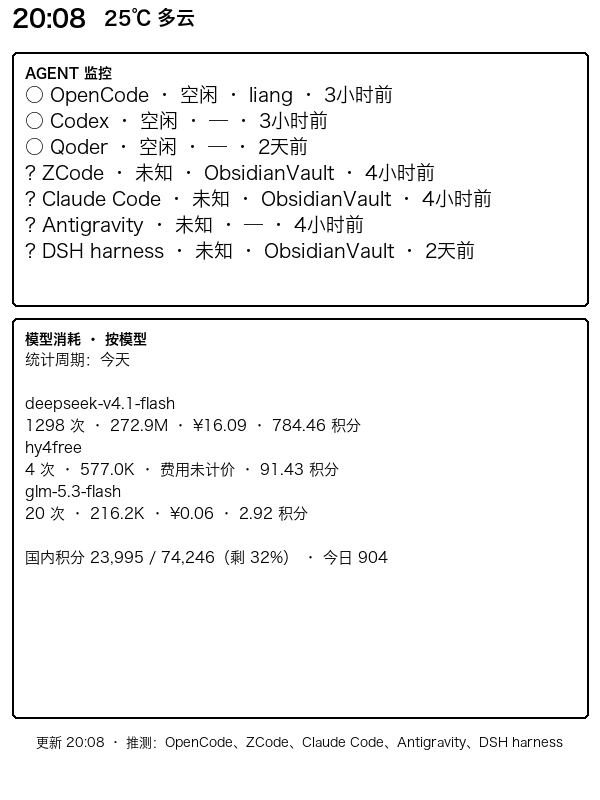 20:08 25℃ 多云
AGENT 监控
○ OpenCode · 空闲 · liang · 3小时前
○ Codex · 空闲 · — · 3小时前
○ Qoder · 空闲 · — · 2天前
? ZCode · 未知 · ObsidianVault · 4小时前
? Claude Code · 未知 · ObsidianVault · 4小时前
? Antigravity · 未知 · — · 4小时前
? DSH harness · 未知 · ObsidianVault · 2天前
模型消耗 · 按模型
统计周期：今天
deepseek-v4.1-flash
1298 次 · 272.9M · ¥16.09 · 784.46 积分
hy4free
4 次 · 577.0K · 费用未计价 · 91.43 积分
glm-5.3-flash
20 次 · 216.2K · ¥0.06 · 2.92 积分
国内积分 23,995 / 74,246（剩 32%） · 今日 904
更新 20:08 · 推测：OpenCode、ZCode、Claude Code、Antigravity、DSH harness